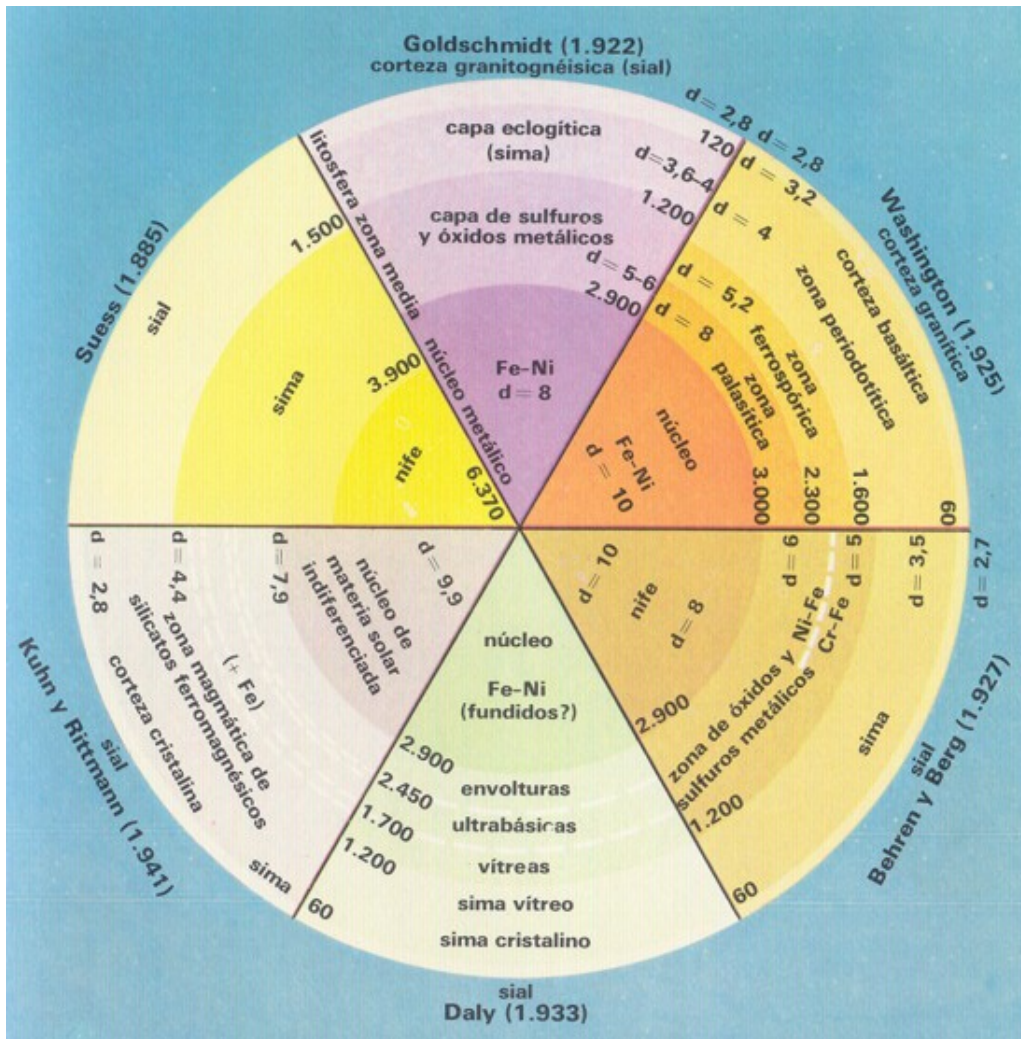 Goldschmidt (1.922)
corteza granitognéisica (sial)
d = 2,8
120
capa eclogítica
(sima)
d=3,6-4
1.200
capa de sulfuros
y óxidos metálicos
d = 5-6
2.900
Fe-Ni
d = 8
litosfera zona media
núcleo metálico
Washington (1.925)
corteza granítica
d = 2,8
d = 3,2
corteza basáltica
d = 4
zona periodotítica
d = 5,2
zona
ferrospórica
d = 8
zona
palasítica
núcleo
Fe-Ni
d = 10
3.000
2.300
1.600
60
Behren y Berg (1.927)
sial
d = 2,7
d = 3,5
d = 5
d = 6
d = 8
d = 10
nife
sima
Cr-Fe
zona de óxidos y Ni-Fe
sulfuros metálicos
2.900
1.200
60
núcleo
Fe-Ni
(fundidos?)
2.900
envolturas
2.450
ultrabásicas
1.700
vítreas
1.200
sima vítreo
sima cristalino
60
sial
Daly (1.933)
Kuhn y Rittmann (1.941)
sial
sima
corteza cristalina
silicatos ferromagnésicos
zona magmática de
(+ Fe)
núcleo de
materia solar
indiferenciada
d = 2,8
d = 4,4
d = 7,9
d = 9,9
Suess (1.885)
sial
1.500
sima
3.900
nife
6.370